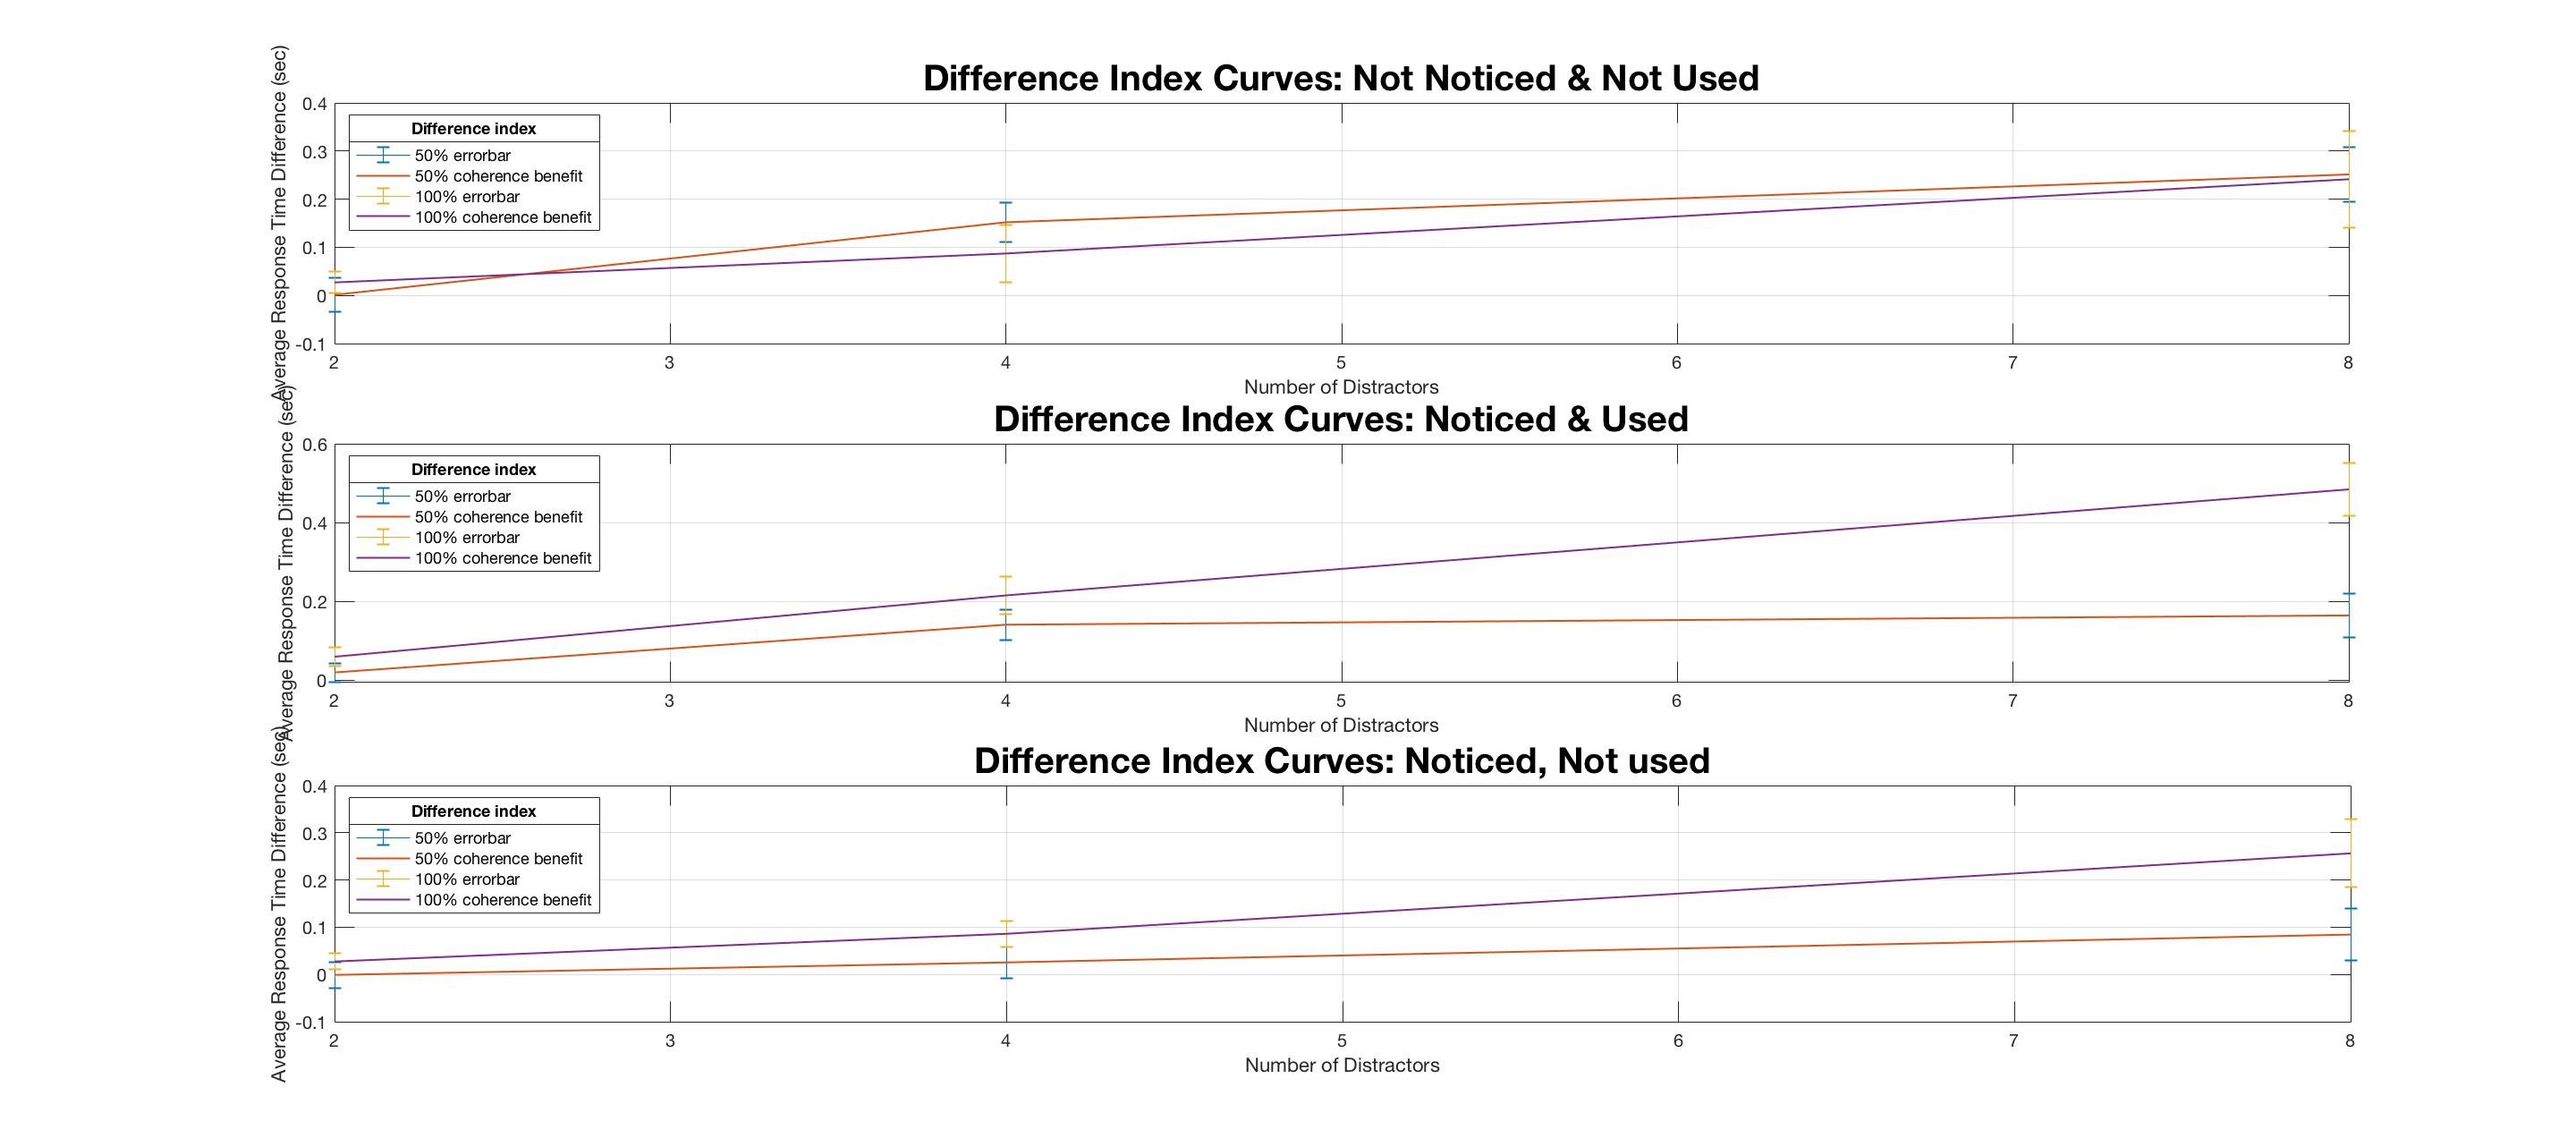 Difference Index Curves: Not Noticed & Not Used
Average Response Time Difference (sec)
0.4
0.3
0.2
0.1
0
-0.1
Difference index
50% errorbar
50% coherence benefit
100% errorbar
100% coherence benefit
2 3 4 5 6 7 8
Number of Distractors
Difference Index Curves: Noticed & Used
Average Response Time Difference (sec)
0.6
0.4
0.2
0
Difference index
50% errorbar
50% coherence benefit
100% errorbar
100% coherence benefit
2 3 4 5 6 7 8
Number of Distractors
Difference Index Curves: Noticed, Not used
Average Response Time Difference (sec)
0.4
0.3
0.2
0.1
0
-0.1
Difference index
50% errorbar
50% coherence benefit
100% errorbar
100% coherence benefit
2 3 4 5 6 7 8
Number of Distractors